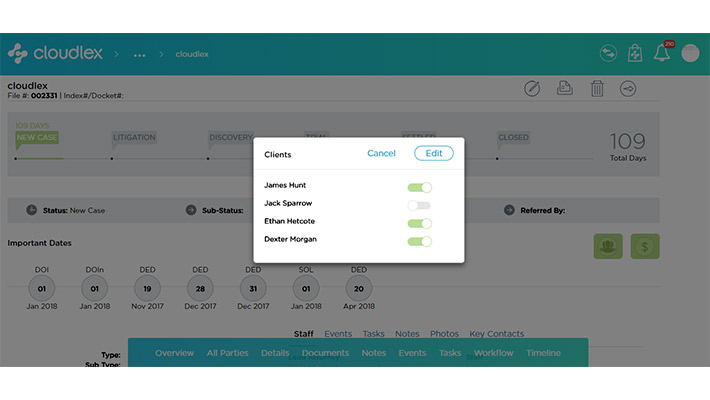 cloudlex > ... > cloudlex
250
cloudlex
File #: 002331 | Index#/Docket#:
109 DAYS
NEW CASE LITIGATION DISCOVERY TRIAL SETTLED CLOSED
109
Total Days
Clients Cancel Edit
James Hunt
Jack Sparrow
Ethan Hetcote
Dexter Morgan
Status: New Case Sub-Status: Referred By:
Important Dates
$
DOI DOIn DED DED DED SOL DED
01 01 19 28 31 01 20
Jan 2018 Jan 2018 Nov 2017 Dec 2017 Dec 2017 Jan 2018 Apr 2018
Staff Events Tasks Notes Photos Key Contacts
Type:
Overview All Parties Details Documents Notes Events Tasks Workflow Timeline
Sub Type: